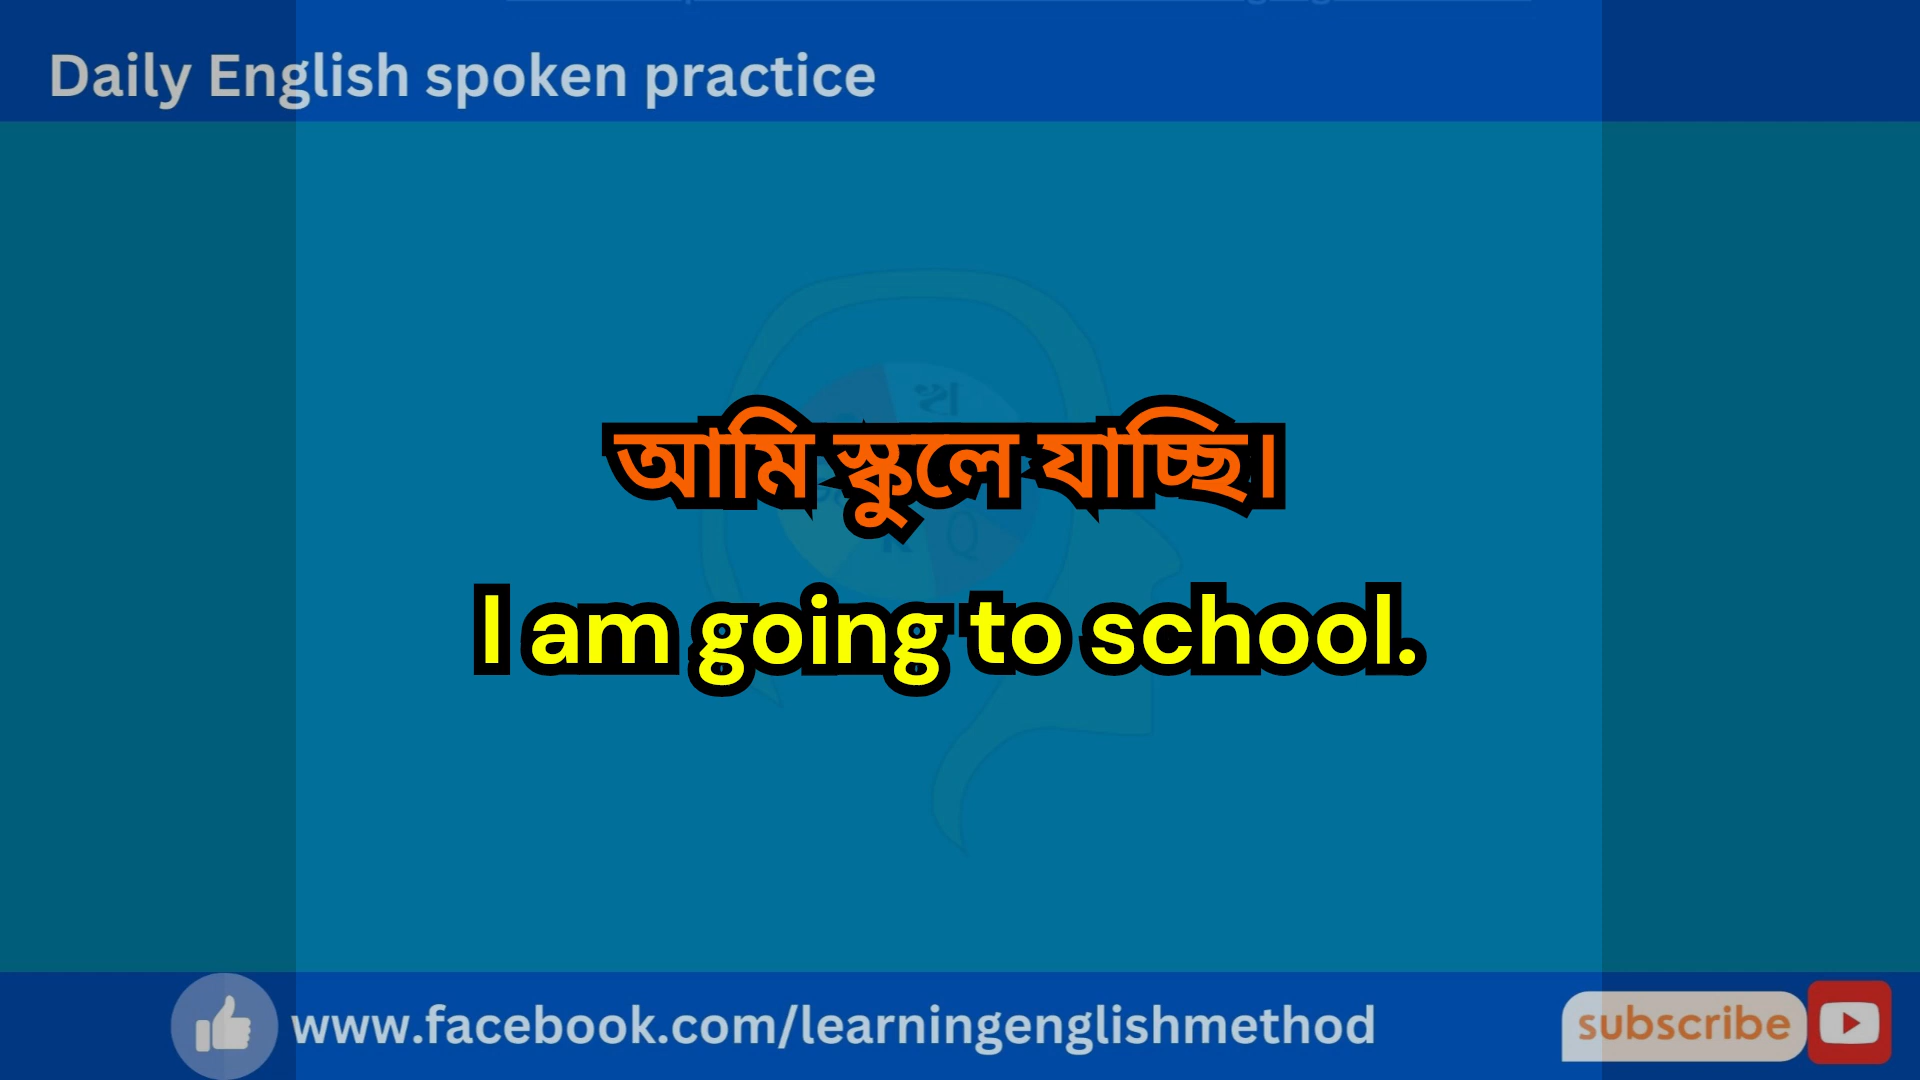 Daily English spoken practice
আমি স্কুলে যাচ্ছি।
I am going to school.
www.facebook.com/learningenglishmethod
subscribe